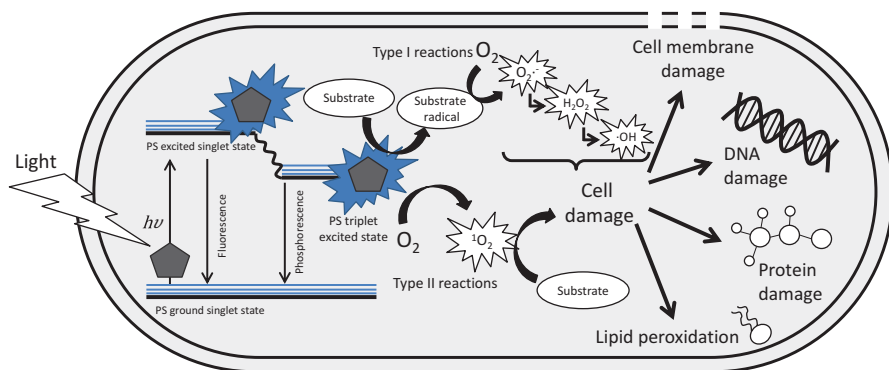 Light
hν
PS excited singlet state
Fluorescence
Phosphorescence
PS ground singlet state
PS triplet
excited state
Substrate
Type I reactions
O₂
Substrate
radical
O₂·⁻
H₂O₂
·OH
O₂
¹O₂
Type II reactions
Substrate
Cell
damage
Cell membrane
damage
DNA
damage
Protein
damage
Lipid peroxidation